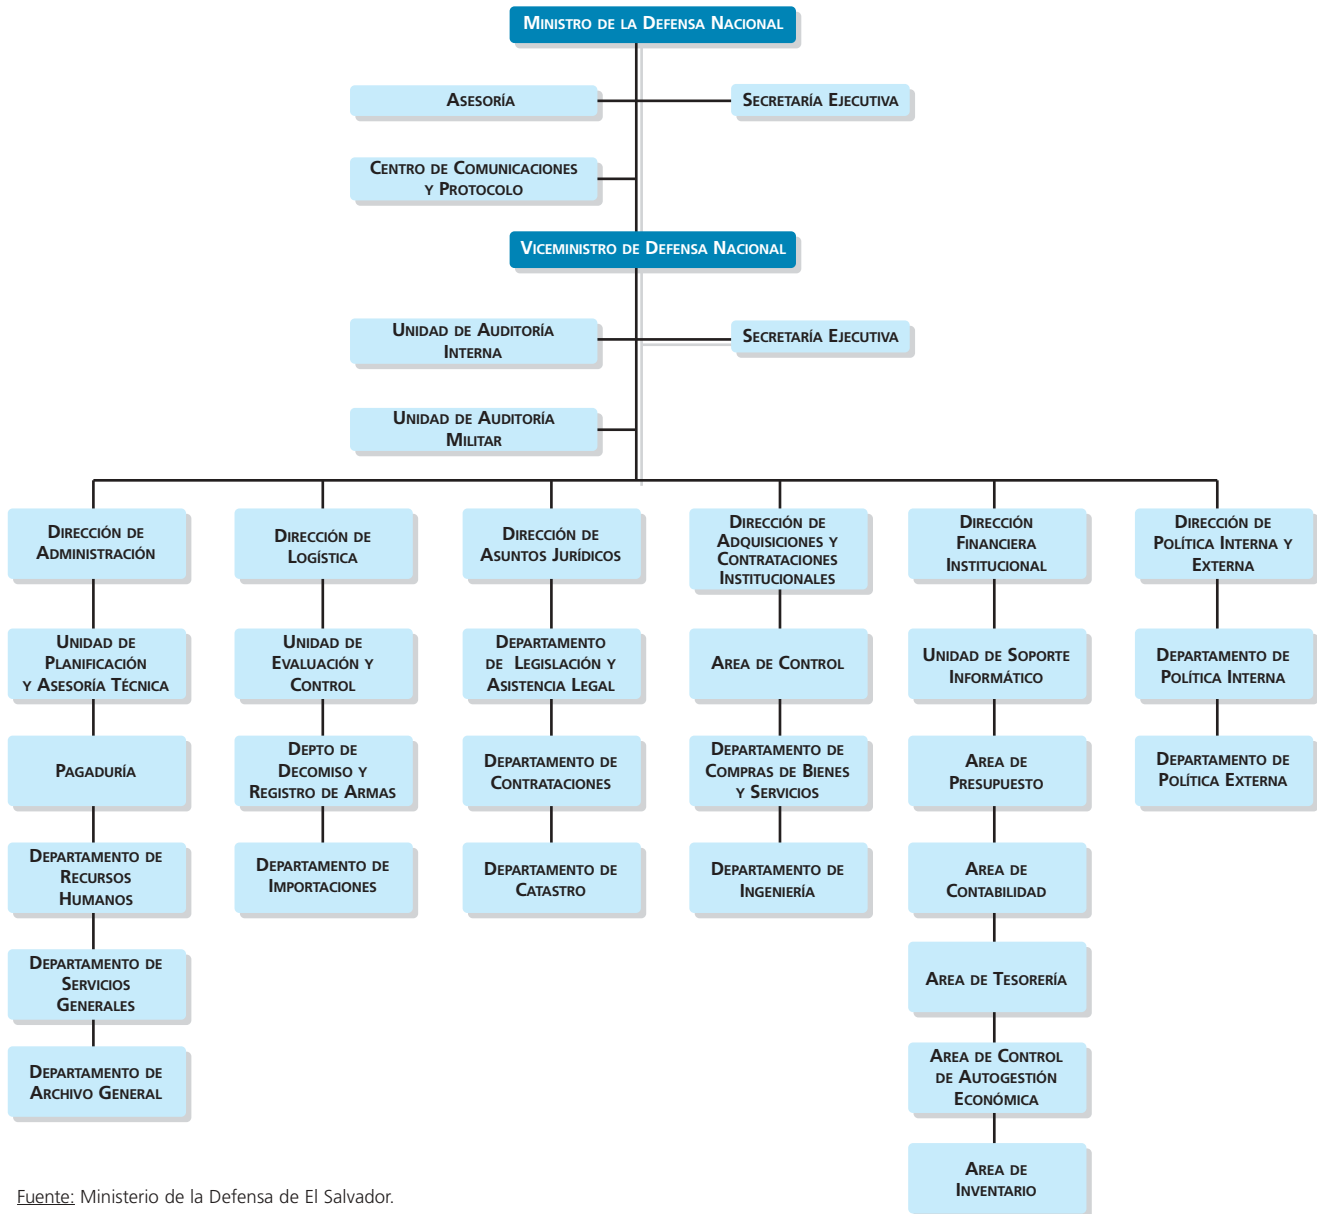 Ministro de la Defensa Nacional
Asesoría
Secretaría Ejecutiva
Centro de Comunicaciones
y Protocolo
Viceministro de Defensa Nacional
Unidad de Auditoría
Interna
Secretaría Ejecutiva
Unidad de Auditoría
Militar
Dirección de
Administración
Unidad de
Planificación
y Asesoría Técnica
Pagaduría
Departamento de
Recursos
Humanos
Departamento de
Servicios
Generales
Departamento de
Archivo General
Dirección de
Logística
Unidad de
Evaluación y
Control
Depto de
Decomiso y
Registro de Armas
Departamento de
Importaciones
Dirección de
Asuntos Jurídicos
Departamento
de Legislación y
Asistencia Legal
Departamento de
Contrataciones
Departamento de
Catastro
Dirección de
Adquisiciones y
Contrataciones
Institucionales
Area de Control
Departamento de
Compras de Bienes
y Servicios
Departamento de
Ingeniería
Dirección
Financiera
Institucional
Unidad de Soporte
Informático
Area de
Presupuesto
Area de
Contabilidad
Area de Tesorería
Area de Control
de Autogestión
Económica
Area de
Inventario
Dirección de
Política Interna y
Externa
Departamento de
Política Interna
Departamento de
Política Externa
Fuente: Ministerio de la Defensa de El Salvador.